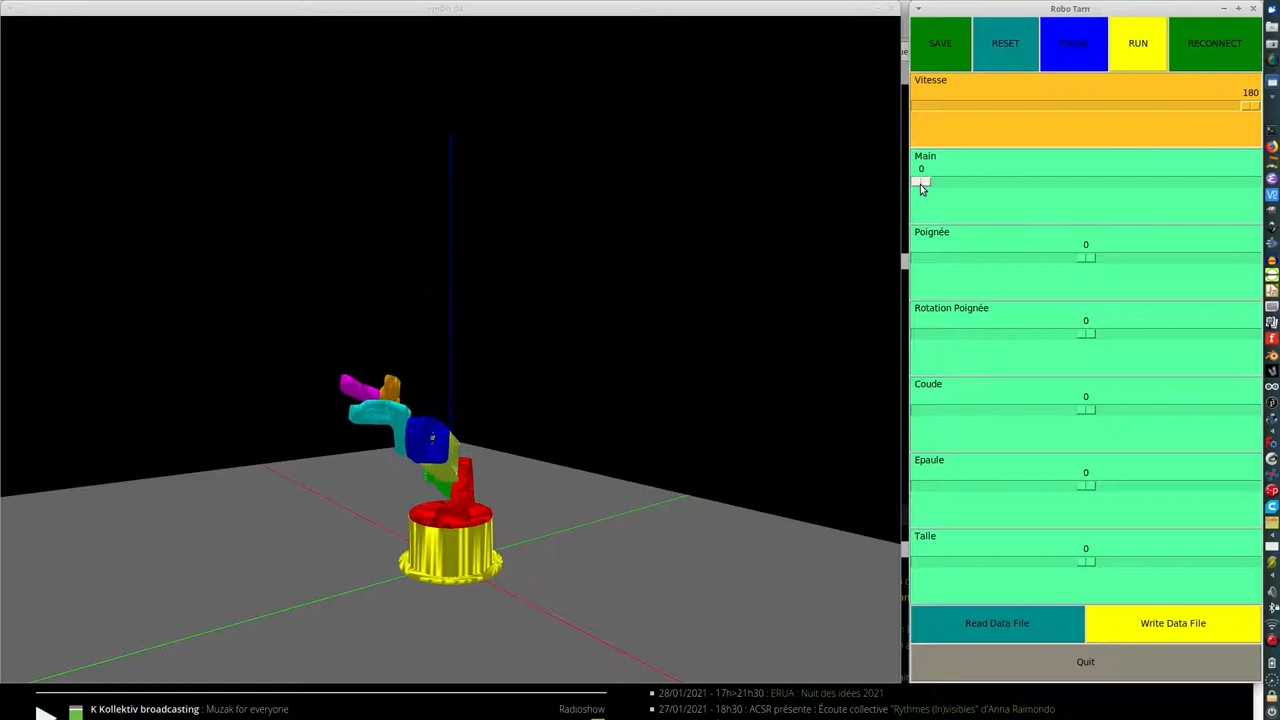 Robo Tarn
SAVE
RESET
PAUSE
RUN
RECONNECT
Vitesse
180
Main
0
Poignée
0
Rotation Poignée
0
Coude
0
Epaule
0
Talle
0
Read Data File
Write Data File
Quit
28/01/2021 - 17h>21h30 : ERUA : Nuit des idées 2021
K Kollektiv broadcasting : Muzak for everyone
Radioshow
27/01/2021 - 18h30 : ACSR présente : Écoute collective "Rythmes (In)visibles" d'Anna Raimondo